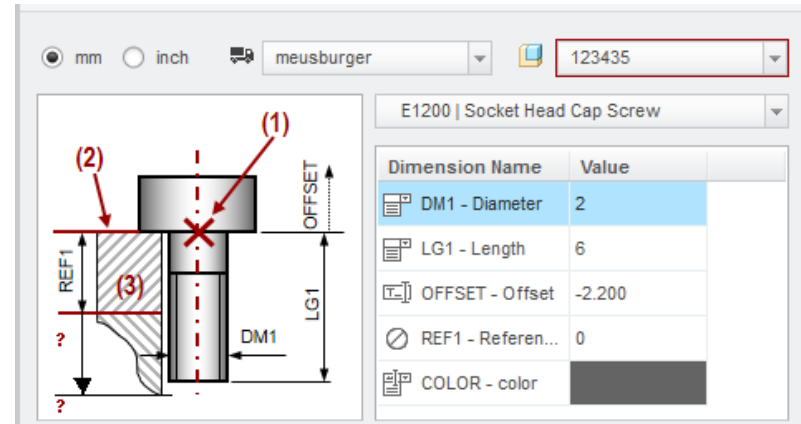 mm inch meusburger 123435
E1200 | Socket Head Cap Screw
(1)
(2)
OFFSET
REF1
(3)
LG1
?
DM1
?
Dimension Name Value
DM1 - Diameter 2
LG1 - Length 6
OFFSET - Offset -2.200
REF1 - Referen... 0
COLOR - color